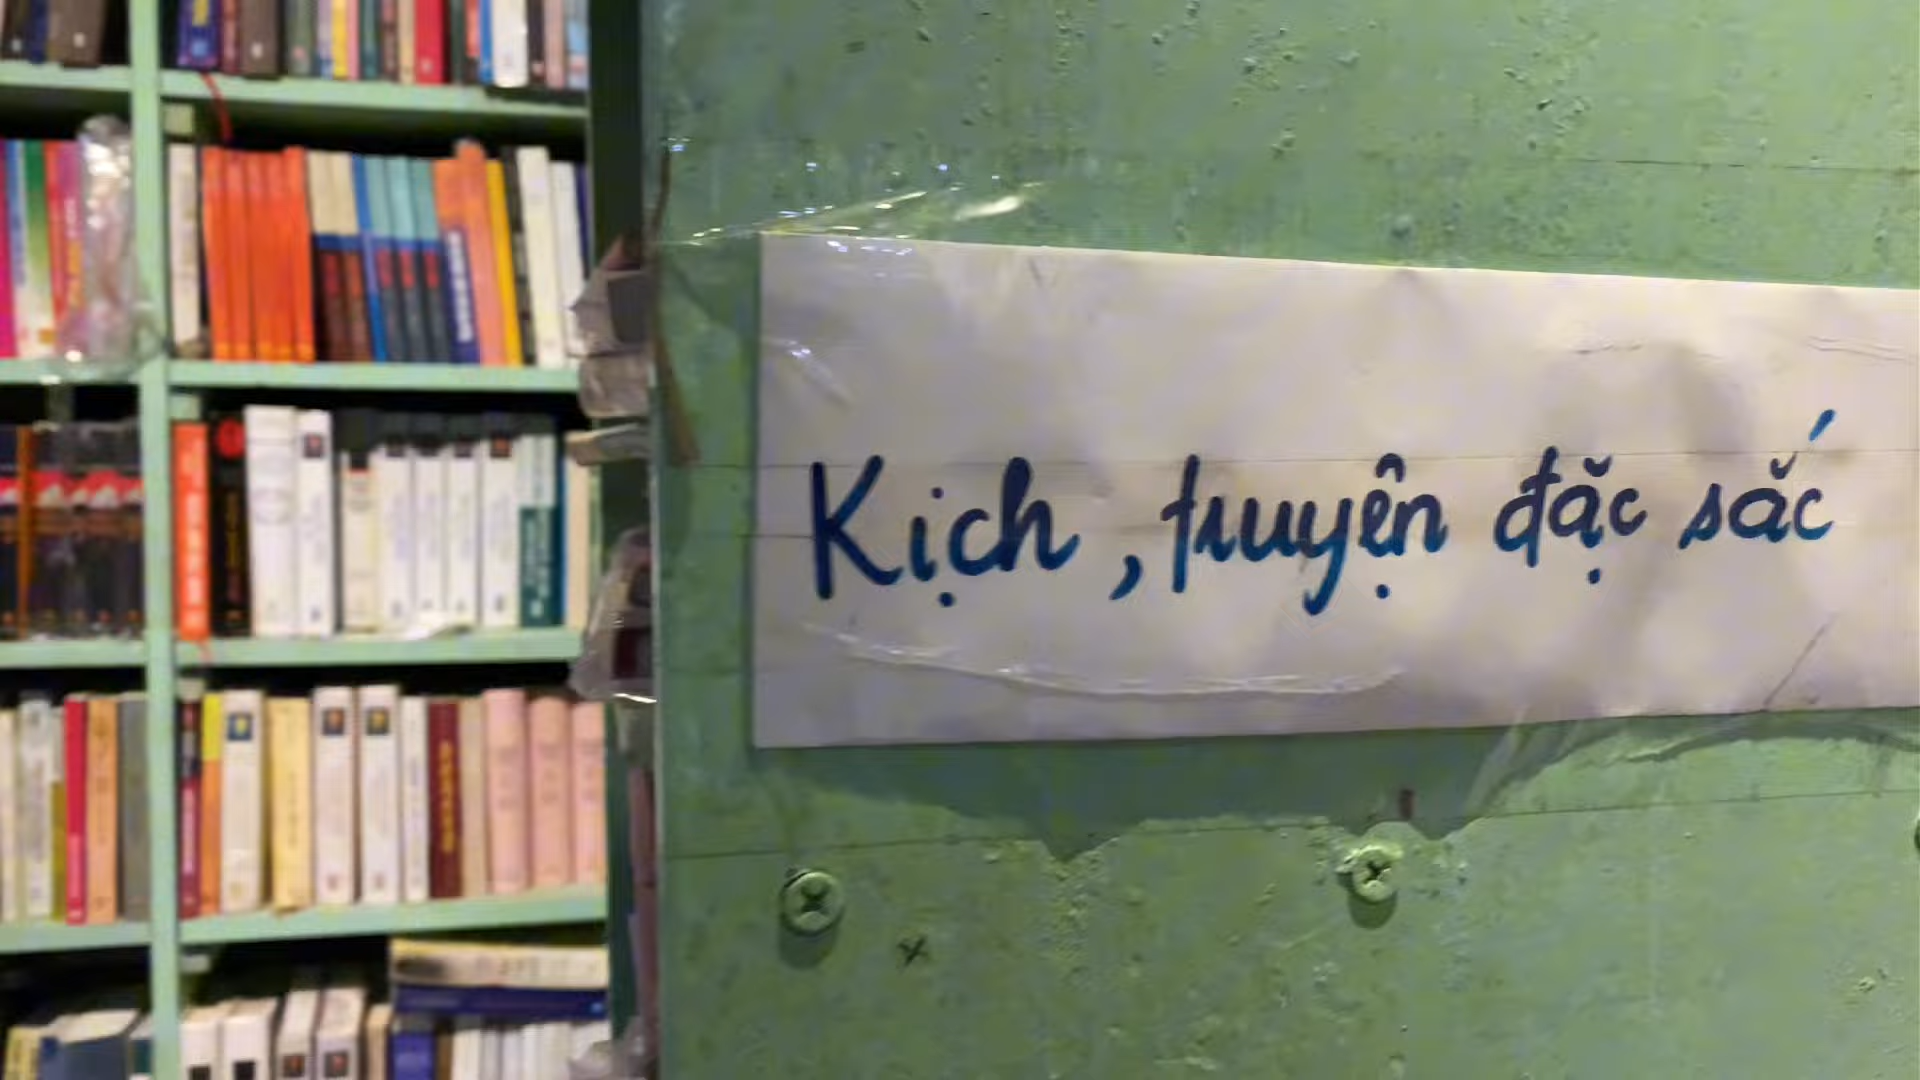 Kịch, truyện đặc sắc